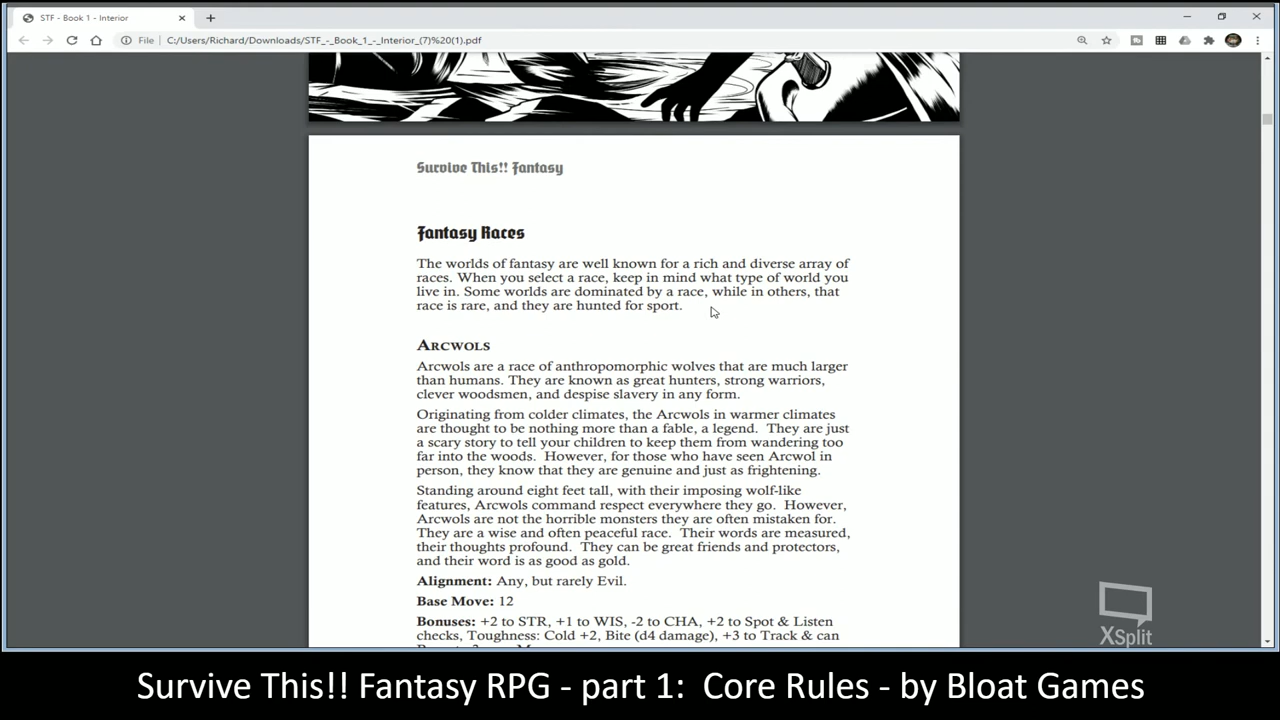 STF - Book 1 - Interior
File
C:/Users/Richard/Downloads/STF_-_Book_1_-_Interior_(7)%20(1).pdf
Survive This!! Fantasy
Fantasy Races
The worlds of fantasy are well known for a rich and diverse array of
races. When you select a race, keep in mind what type of world you
live in. Some worlds are dominated by a race, while in others, that
race is rare, and they are hunted for sport.
ARCWOLS
Arcwols are a race of anthropomorphic wolves that are much larger
than humans. They are known as great hunters, strong warriors,
clever woodsmen, and despise slavery in any form.
Originating from colder climates, the Arcwols in warmer climates
are thought to be nothing more than a fable, a legend. They are just
a scary story to tell your children to keep them from wandering too
far into the woods. However, for those who have seen Arcwol in
person, they know that they are genuine and just as frightening.
Standing around eight feet tall, with their imposing wolf-like
features, Arcwols command respect everywhere they go. However,
Arcwols are not the horrible monsters they are often mistaken for.
They are a wise and often peaceful race. Their words are measured,
their thoughts profound. They can be great friends and protectors,
and their word is as good as gold.
Alignment: Any, but rarely Evil.
Base Move: 12
Bonuses: +2 to STR, +1 to WIS, -2 to CHA, +2 to Spot & Listen
checks, Toughness: Cold +2, Bite (d4 damage), +3 to Track & can
XSplit
Survive This!! Fantasy RPG - part 1: Core Rules - by Bloat Games